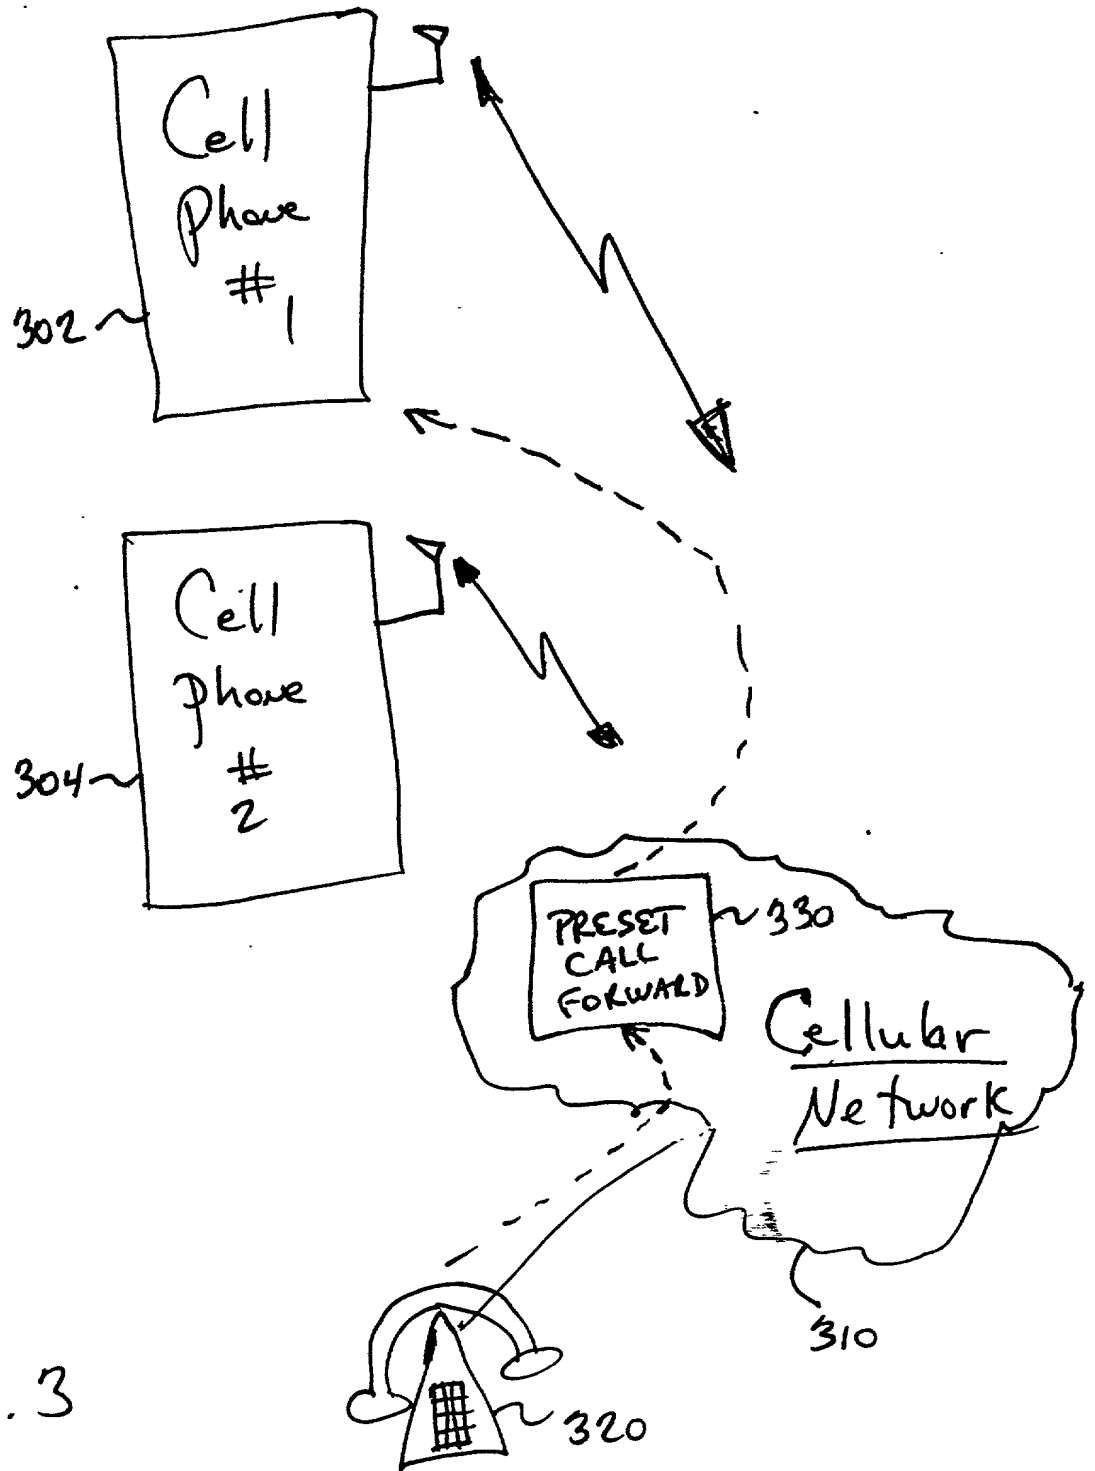 Cell
Phone
#
1
302
Cell
Phone
#
2
304
PRESET
CALL
FORWARD
330
Cellular
Network
310
320
. 3